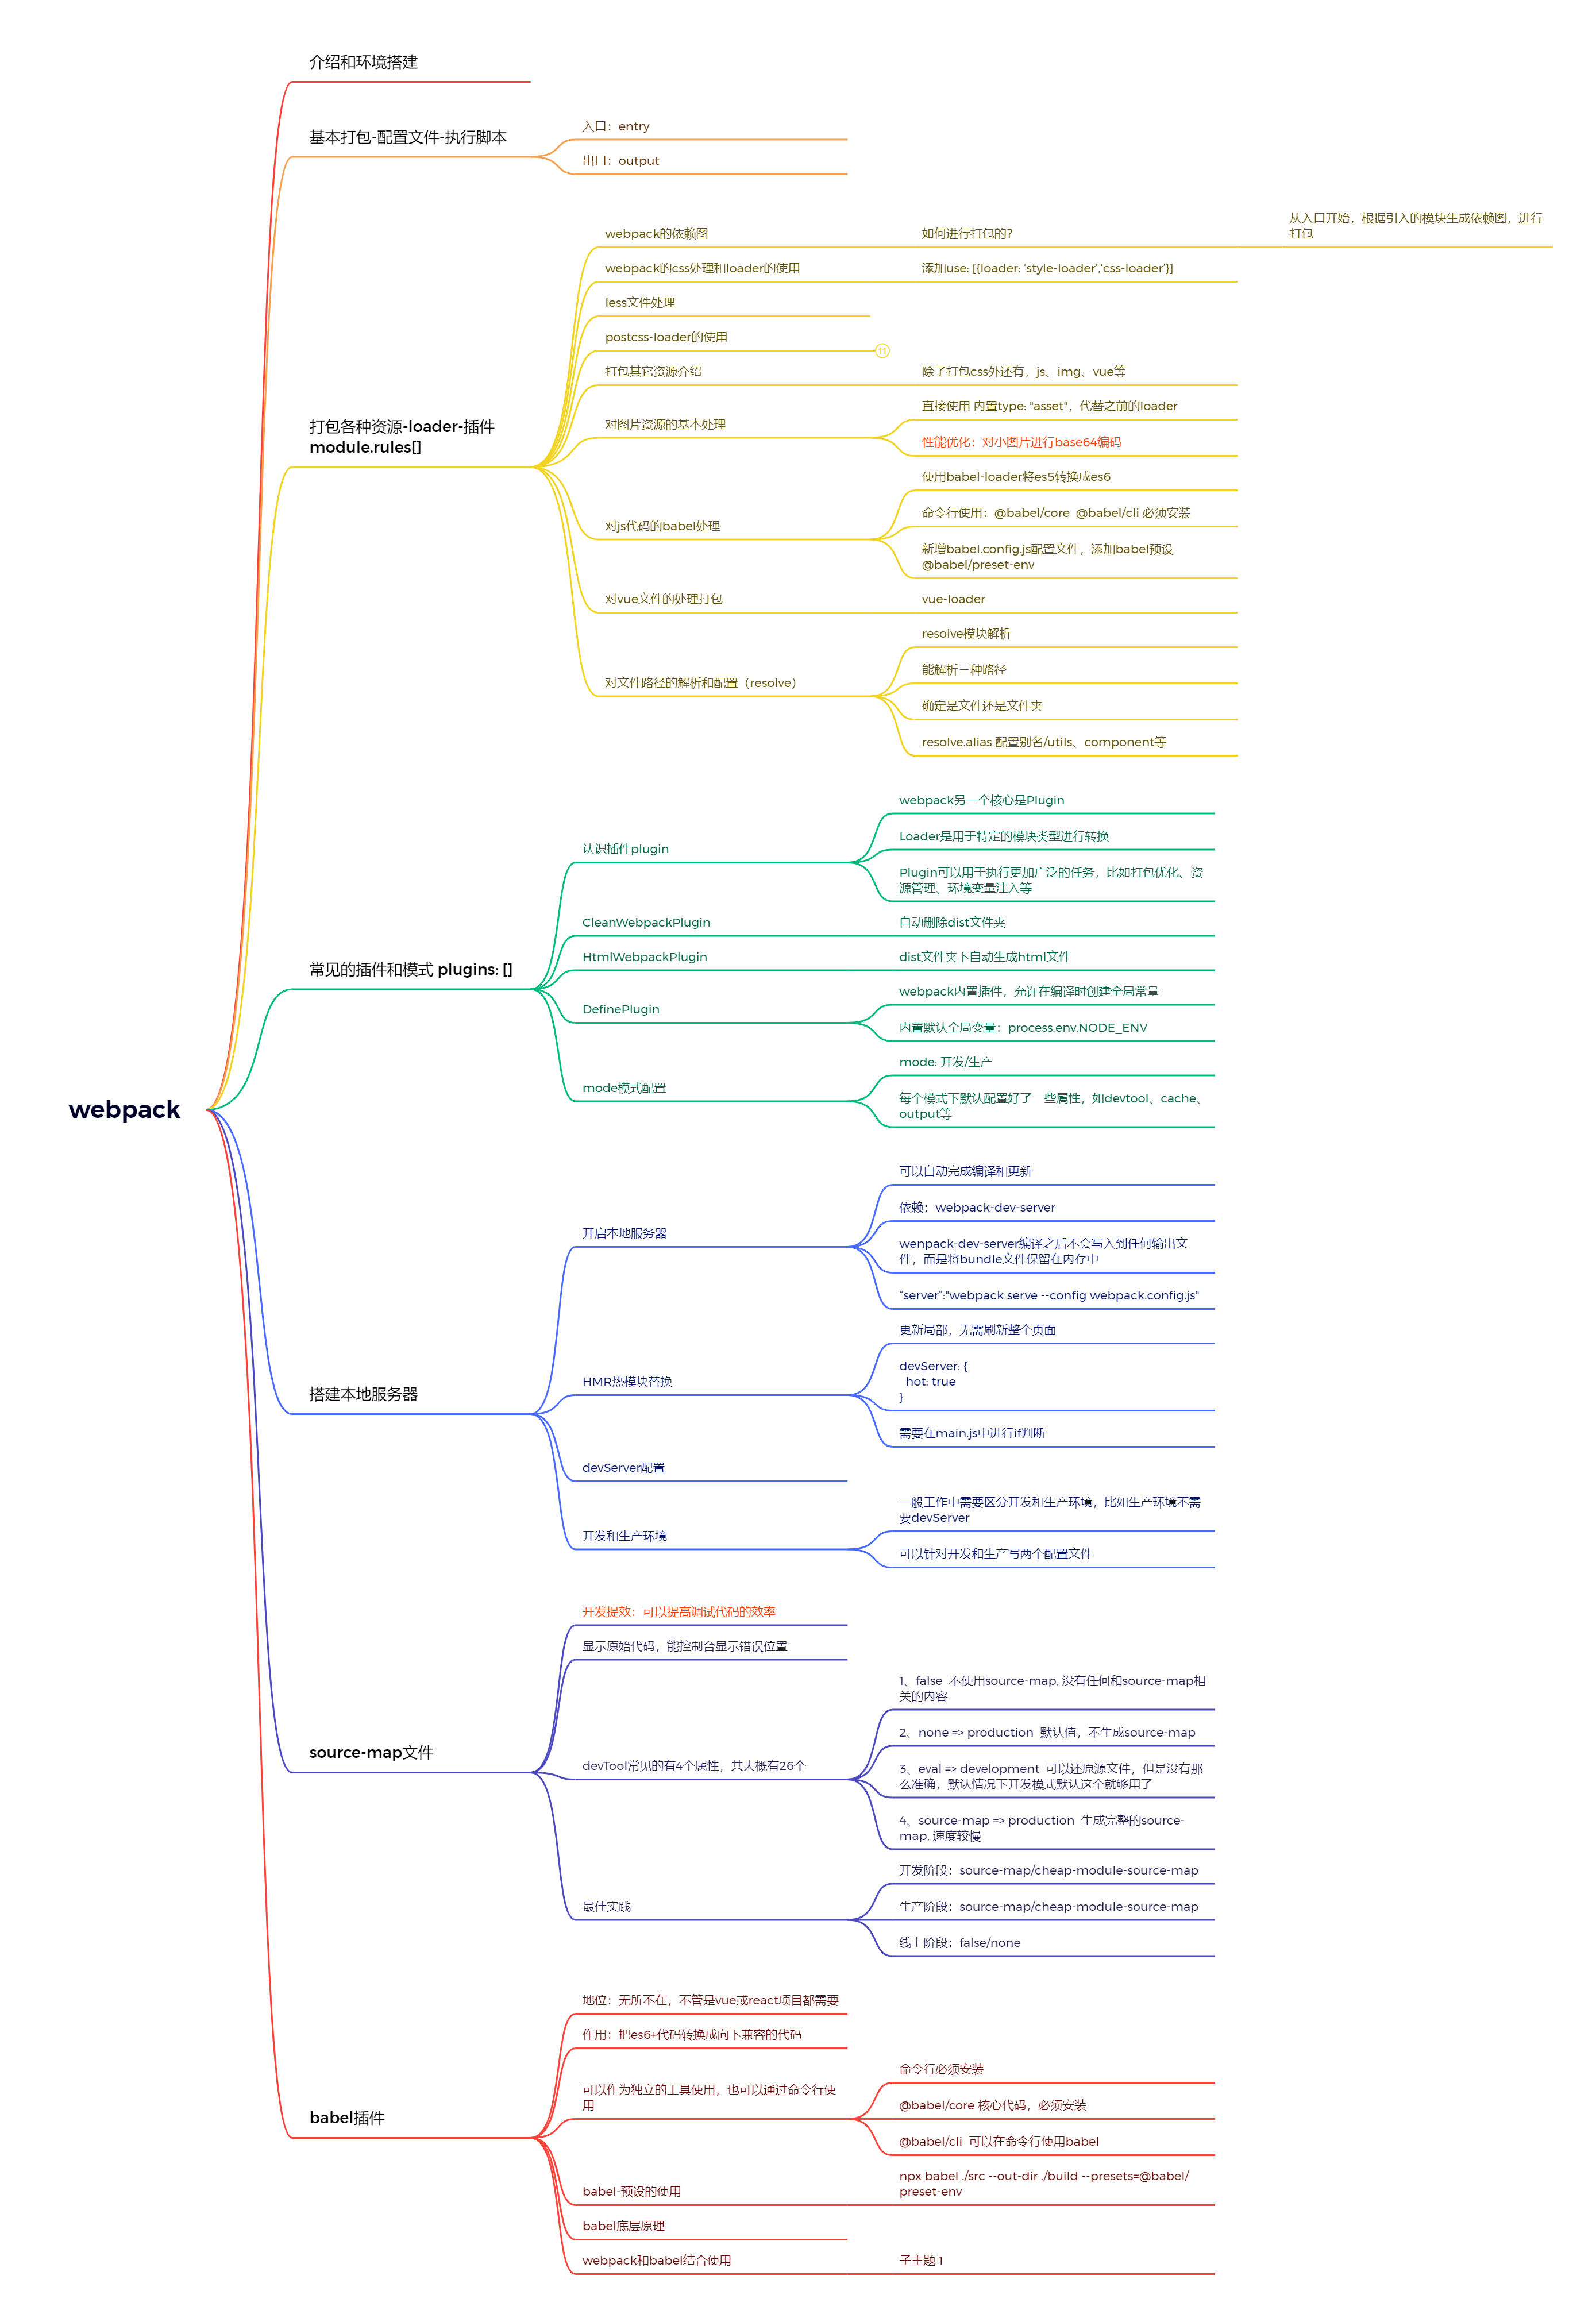 介绍和环境搭建
基本打包-配置文件-执行脚本
入口：entry
出口：output
打包各种资源-loader-插件
module.rules[]
webpack的依赖图
如何进行打包的?
从入口开始，根据引入的模块生成依赖图，进行
打包
webpack的css处理和loader的使用
添加use: [{loader: ‘style-loader’,‘css-loader’}]
less文件处理
postcss-loader的使用
11
打包其它资源介绍
除了打包css外还有，js、img、vue等
对图片资源的基本处理
直接使用 内置type: "asset"，代替之前的loader
性能优化：对小图片进行base64编码
对js代码的babel处理
使用babel-loader将es5转换成es6
命令行使用：@babel/core  @babel/cli 必须安装
新增babel.config.js配置文件，添加babel预设
@babel/preset-env
对vue文件的处理打包
vue-loader
对文件路径的解析和配置（resolve）
resolve模块解析
能解析三种路径
确定是文件还是文件夹
resolve.alias 配置别名/utils、component等
常见的插件和模式 plugins: []
认识插件plugin
webpack另一个核心是Plugin
Loader是用于特定的模块类型进行转换
Plugin可以用于执行更加广泛的任务，比如打包优化、资
源管理、环境变量注入等
CleanWebpackPlugin
自动删除dist文件夹
HtmlWebpackPlugin
dist文件夹下自动生成html文件
DefinePlugin
webpack内置插件，允许在编译时创建全局常量
内置默认全局变量：process.env.NODE_ENV
mode模式配置
mode: 开发/生产
每个模式下默认配置好了一些属性，如devtool、cache、
output等
webpack
搭建本地服务器
开启本地服务器
可以自动完成编译和更新
依赖：webpack-dev-server
wenpack-dev-server编译之后不会写入到任何输出文
件，而是将bundle文件保留在内存中
“server”:"webpack serve --config webpack.config.js"
HMR热模块替换
更新局部，无需刷新整个页面
devServer: {
hot: true
}
需要在main.js中进行if判断
devServer配置
开发和生产环境
一般工作中需要区分开发和生产环境，比如生产环境不需
要devServer
可以针对开发和生产写两个配置文件
source-map文件
开发提效：可以提高调试代码的效率
显示原始代码，能控制台显示错误位置
devTool常见的有4个属性，共大概有26个
1、false  不使用source-map, 没有任何和source-map相
关的内容
2、none => production  默认值，不生成source-map
3、eval => development  可以还原源文件，但是没有那
么准确，默认情况下开发模式默认这个就够用了
4、source-map => production  生成完整的source-
map, 速度较慢
最佳实践
开发阶段：source-map/cheap-module-source-map
生产阶段：source-map/cheap-module-source-map
线上阶段：false/none
babel插件
地位：无所不在，不管是vue或react项目都需要
作用：把es6+代码转换成向下兼容的代码
可以作为独立的工具使用，也可以通过命令行使
用
命令行必须安装
@babel/core 核心代码，必须安装
@babel/cli  可以在命令行使用babel
babel-预设的使用
npx babel ./src --out-dir ./build --presets=@babel/
preset-env
babel底层原理
webpack和babel结合使用
子主题 1